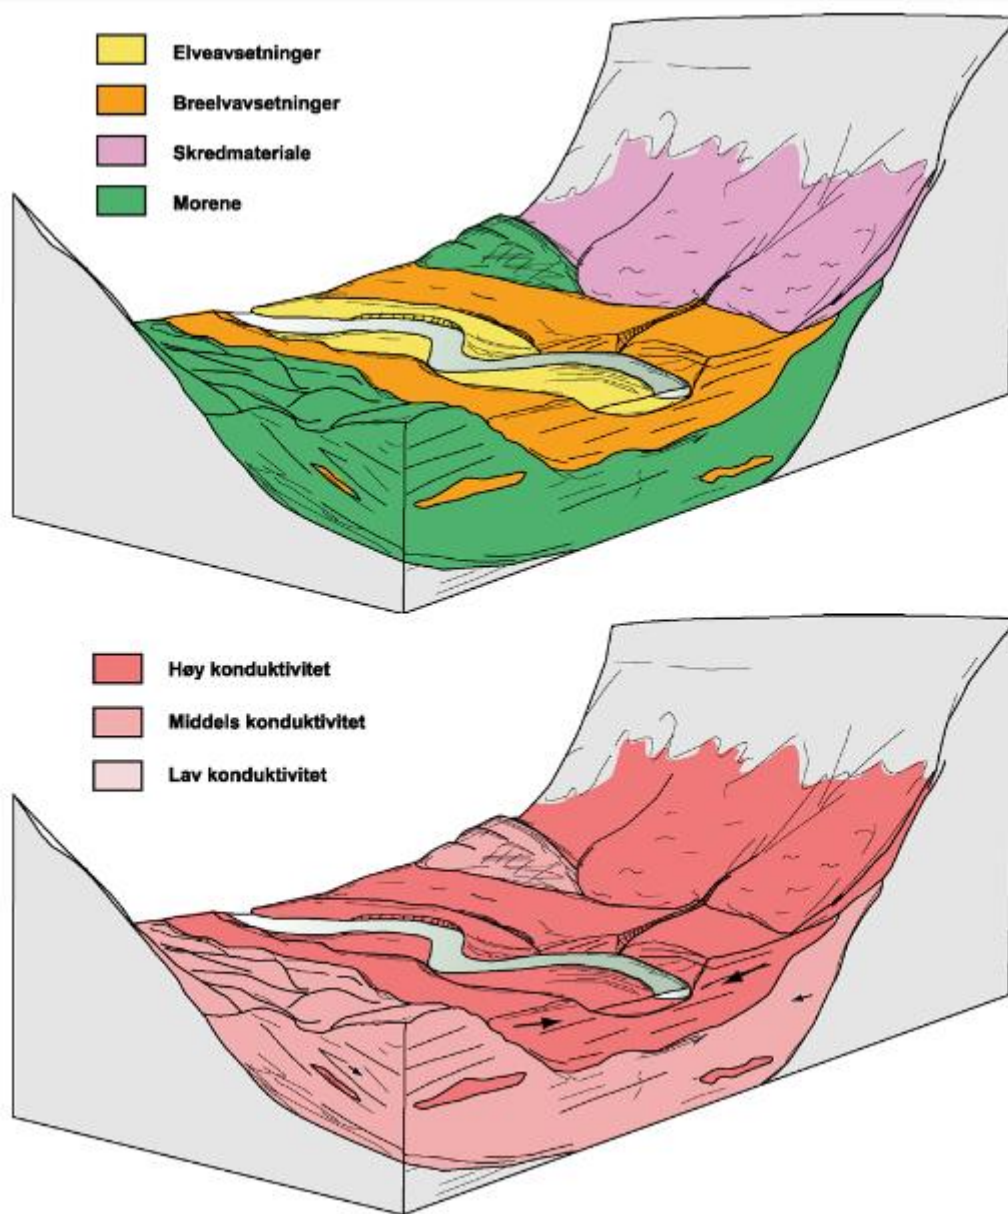 Elveavsetninger
Breelvavsetninger
Skredmateriale
Morene
Høy konduktivitet
Middels konduktivitet
Lav konduktivitet